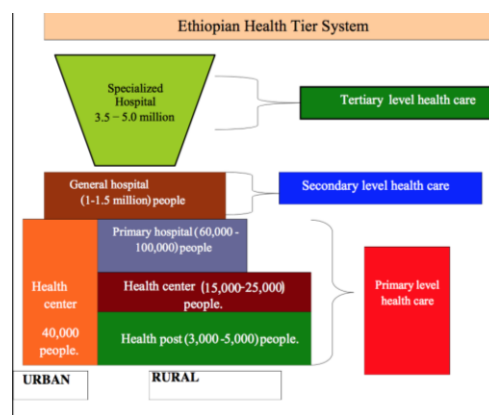 Ethiopian Health Tier System
Specialized
Hospital
3.5 – 5.0 million
Tertiary level health care
General hospital
(1-1.5 million) people
Secondary level health care
Primary hospital (60,000 -
100,000) people
Health
center
40,000
people.
Health center (15,000-25,000)
people.
Health post (3,000 -5,000) people.
Primary level
health care
URBAN
RURAL